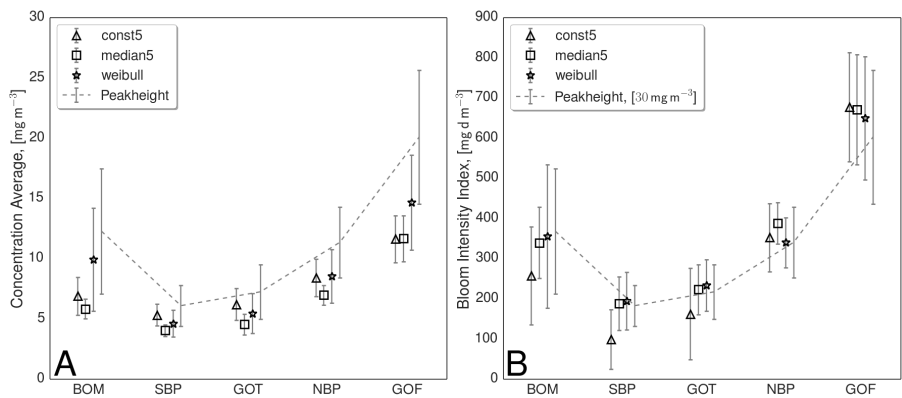 30
25
20
15
10
5
0
Concentration Average, [mg m⁻³]
const5
median5
weibull
Peakheight
A
BOM SBP GOT NBP GOF
900
800
700
600
500
400
300
200
100
0
Bloom Intensity Index, [mg d m⁻³]
const5
median5
weibull
Peakheight, [30 mg m⁻³]
B
BOM SBP GOT NBP GOF